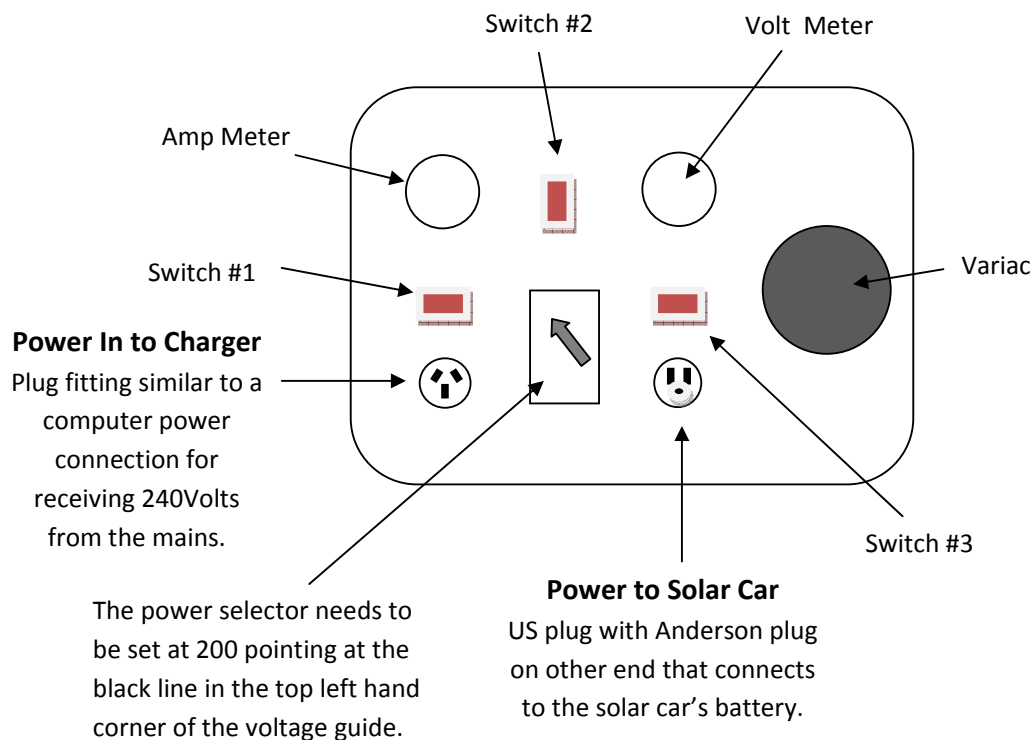 Switch #2
Volt Meter
Amp Meter
Switch #1
Variac
Power In to Charger
Plug fitting similar to a
computer power
connection for
receiving 240Volts
from the mains.
Switch #3
The power selector needs to
be set at 200 pointing at the
black line in the top left hand
corner of the voltage guide.
Power to Solar Car
US plug with Anderson plug
on other end that connects
to the solar car’s battery.